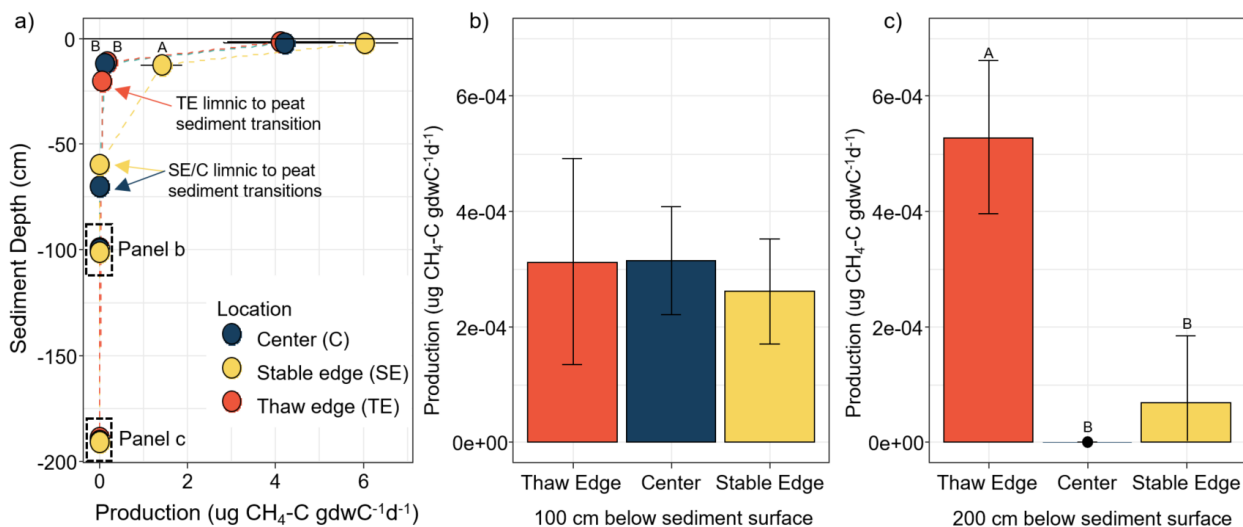 a)
0
-50
-100
-150
-200
Sediment Depth (cm)
B B A
TE limnic to peat
sediment transition
SE/C limnic to peat
sediment transitions
Panel b
Location
Center (C)
Stable edge (SE)
Thaw edge (TE)
Panel c
0 2 4 6
Production (ug CH₄-C gdwC⁻¹d⁻¹)
b)
6e-04
4e-04
2e-04
0e+00
Production (ug CH₄-C gdwC⁻¹d⁻¹)
Thaw Edge Center Stable Edge
100 cm below sediment surface
c)
6e-04
4e-04
2e-04
0e+00
Production (ug CH₄-C gdwC⁻¹d⁻¹)
A
B
B
Thaw Edge Center Stable Edge
200 cm below sediment surface